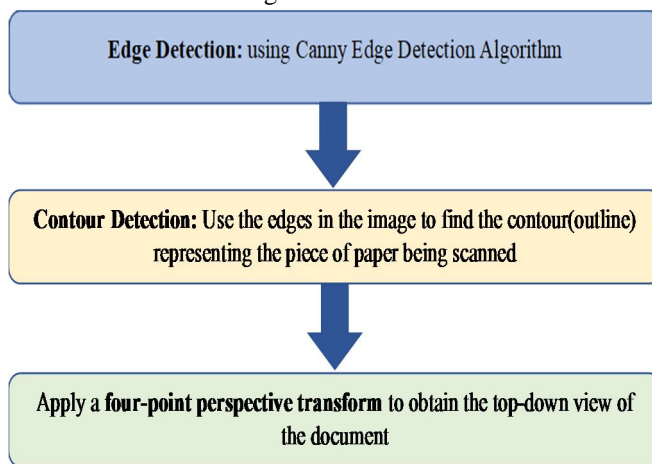 Edge Detection: using Canny Edge Detection Algorithm
Contour Detection: Use the edges in the image to find the contour(outline)
representing the piece of paper being scanned
Apply a four-point perspective transform to obtain the top-down view of
the document